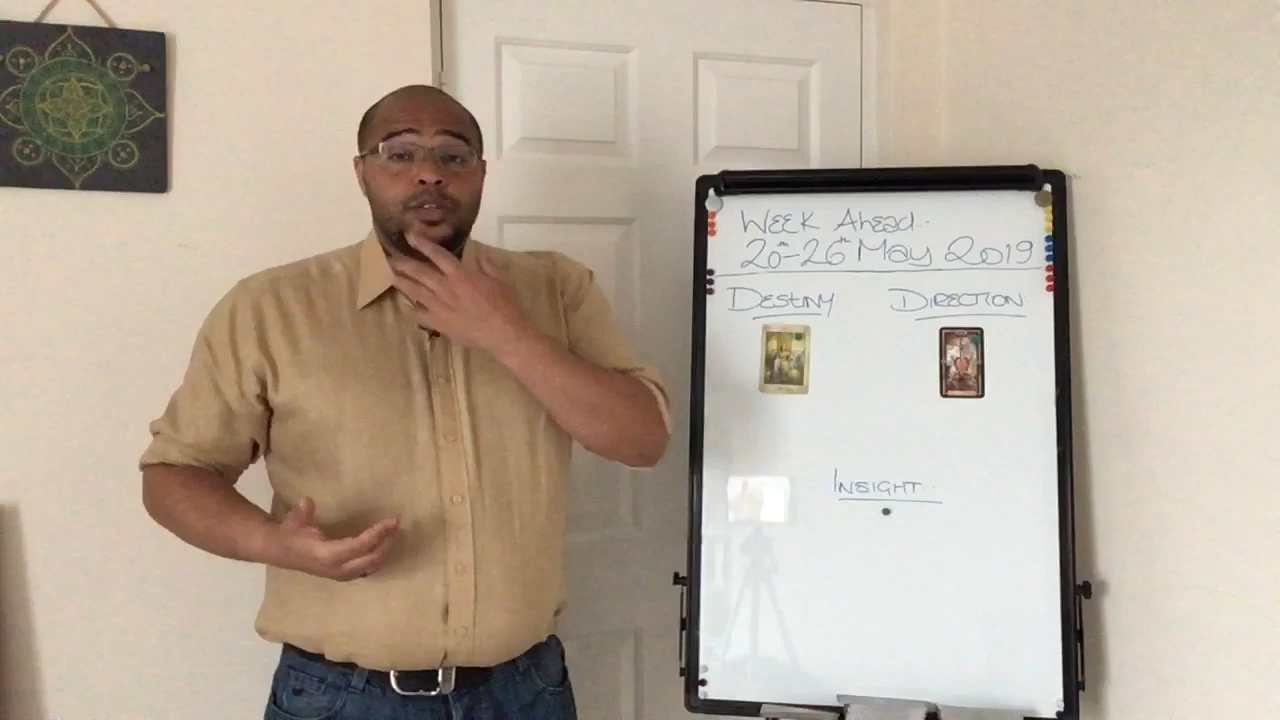 Week Ahead..
20th-26th May 2019
Destiny Direction
Insight..